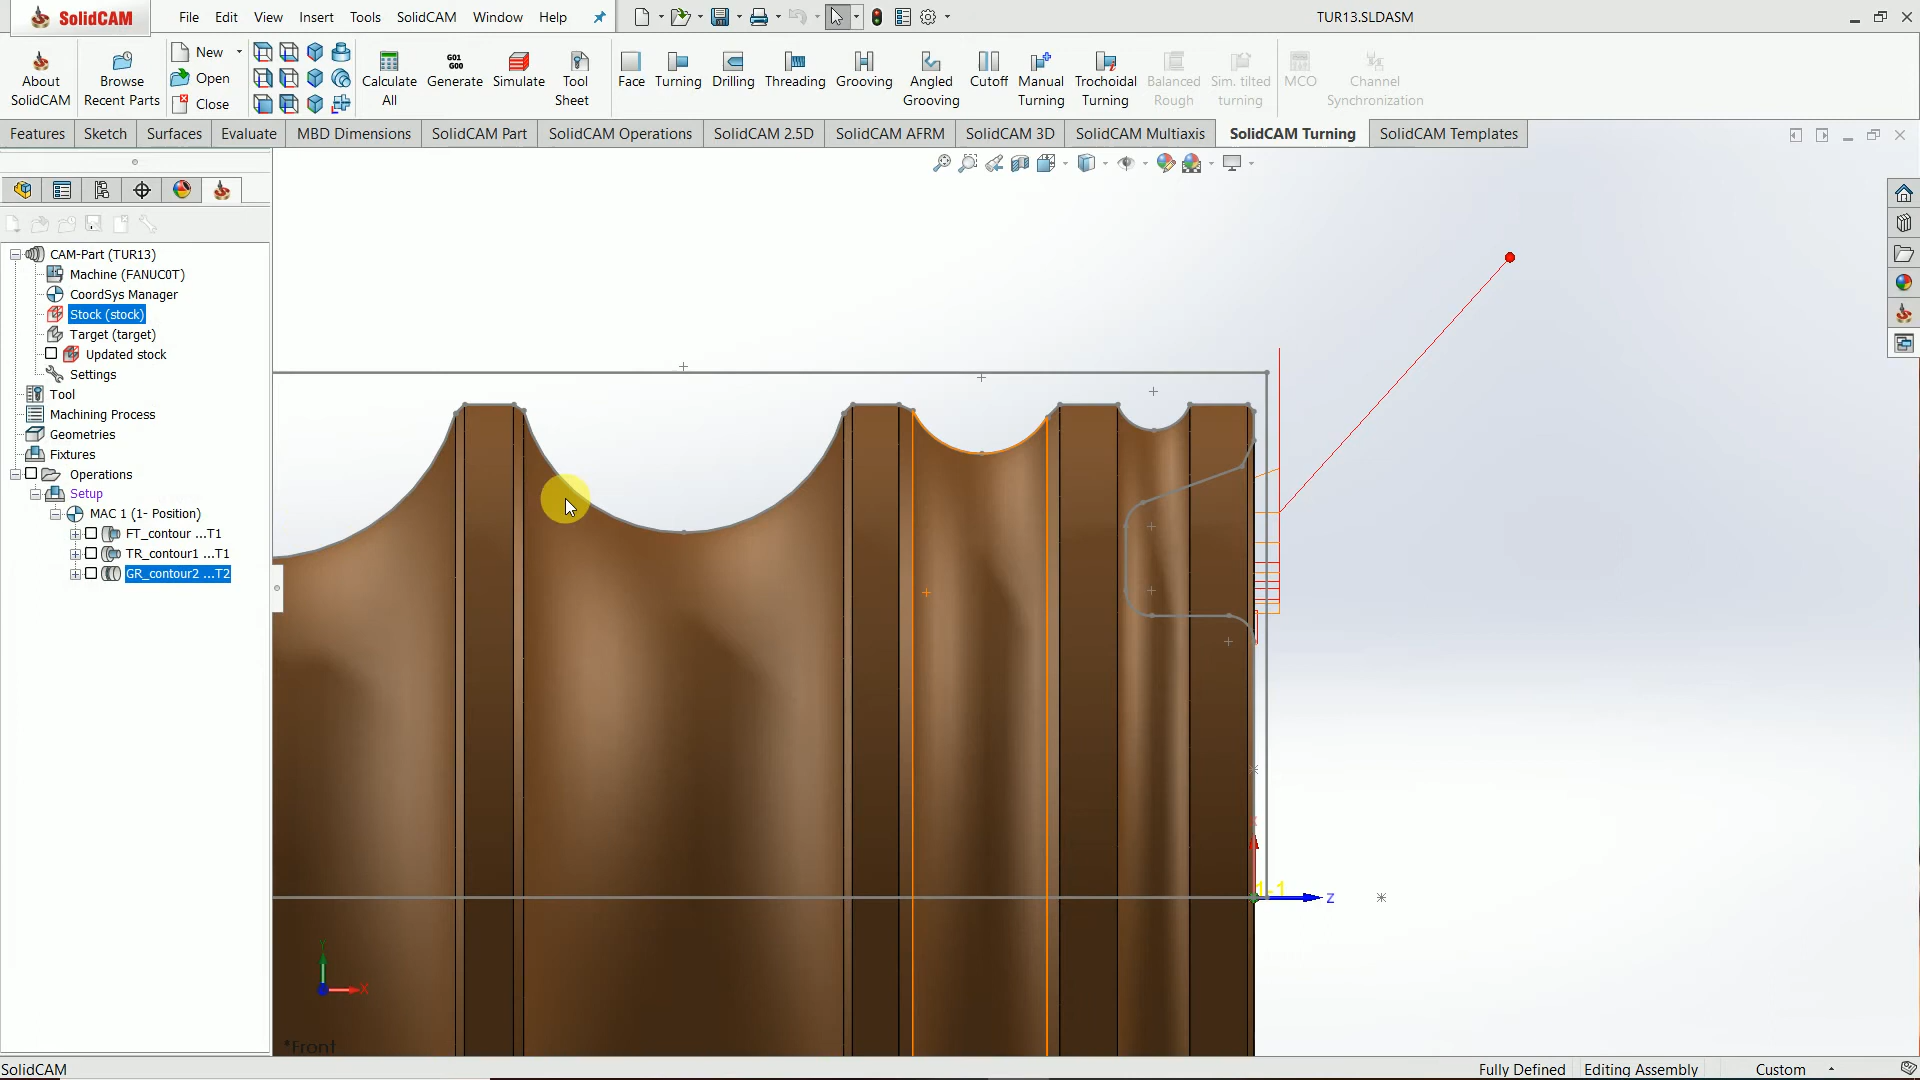 SolidCAM File Edit View Insert Tools SolidCAM Window Help TUR13.SLDASM
About SolidCAM
Browse Recent Parts
New
Open
Close
Calculate All
G01 G00
Generate
Simulate
Tool Sheet
Face
Turning
Drilling
Threading
Grooving
Angled Grooving
Cutoff
Manual Turning
Trochoidal Turning
Balanced Rough
Sim. tilted turning
MCO
Channel Synchronization
Features Sketch Surfaces Evaluate MBD Dimensions SolidCAM Part SolidCAM Operations SolidCAM 2.5D SolidCAM AFRM SolidCAM 3D SolidCAM Multiaxis SolidCAM Turning SolidCAM Templates
CAM-Part (TUR13)
Machine (FANUC0T)
CoordSys Manager
Stock (stock)
Target (target)
Updated stock
Settings
Tool
Machining Process
Geometries
Fixtures
Operations
Setup
MAC 1 (1- Position)
FT_contour ...T1
TR_contour1 ...T1
GR_contour2 ...T2
1-1
Z
Y
X
*Front
SolidCAM Fully Defined Editing Assembly Custom